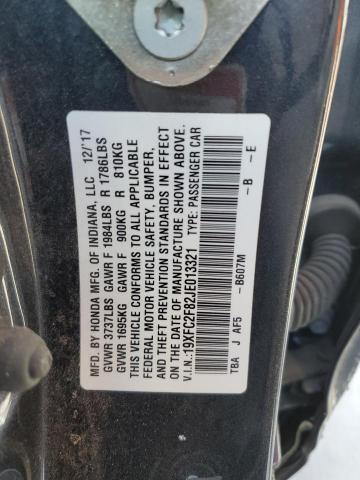 MFD. BY HONDA MFG. OF INDIANA, LLC 12/'17
GVWR 3737LBS GAWR F 1984LBS R 1786LBS
GVWR 1695KG GAWR F 900KG R 810KG
THIS VEHICLE CONFORMS TO ALL APPLICABLE
FEDERAL MOTOR VEHICLE SAFETY, BUMPER,
AND THEFT PREVENTION STANDARDS IN EFFECT
ON THE DATE OF MANUFACTURE SHOWN ABOVE.
V.I.N.:19XFC2F82JE013321 TYPE: PASSENGER CAR
-B607M -B -E
TBA J AF5